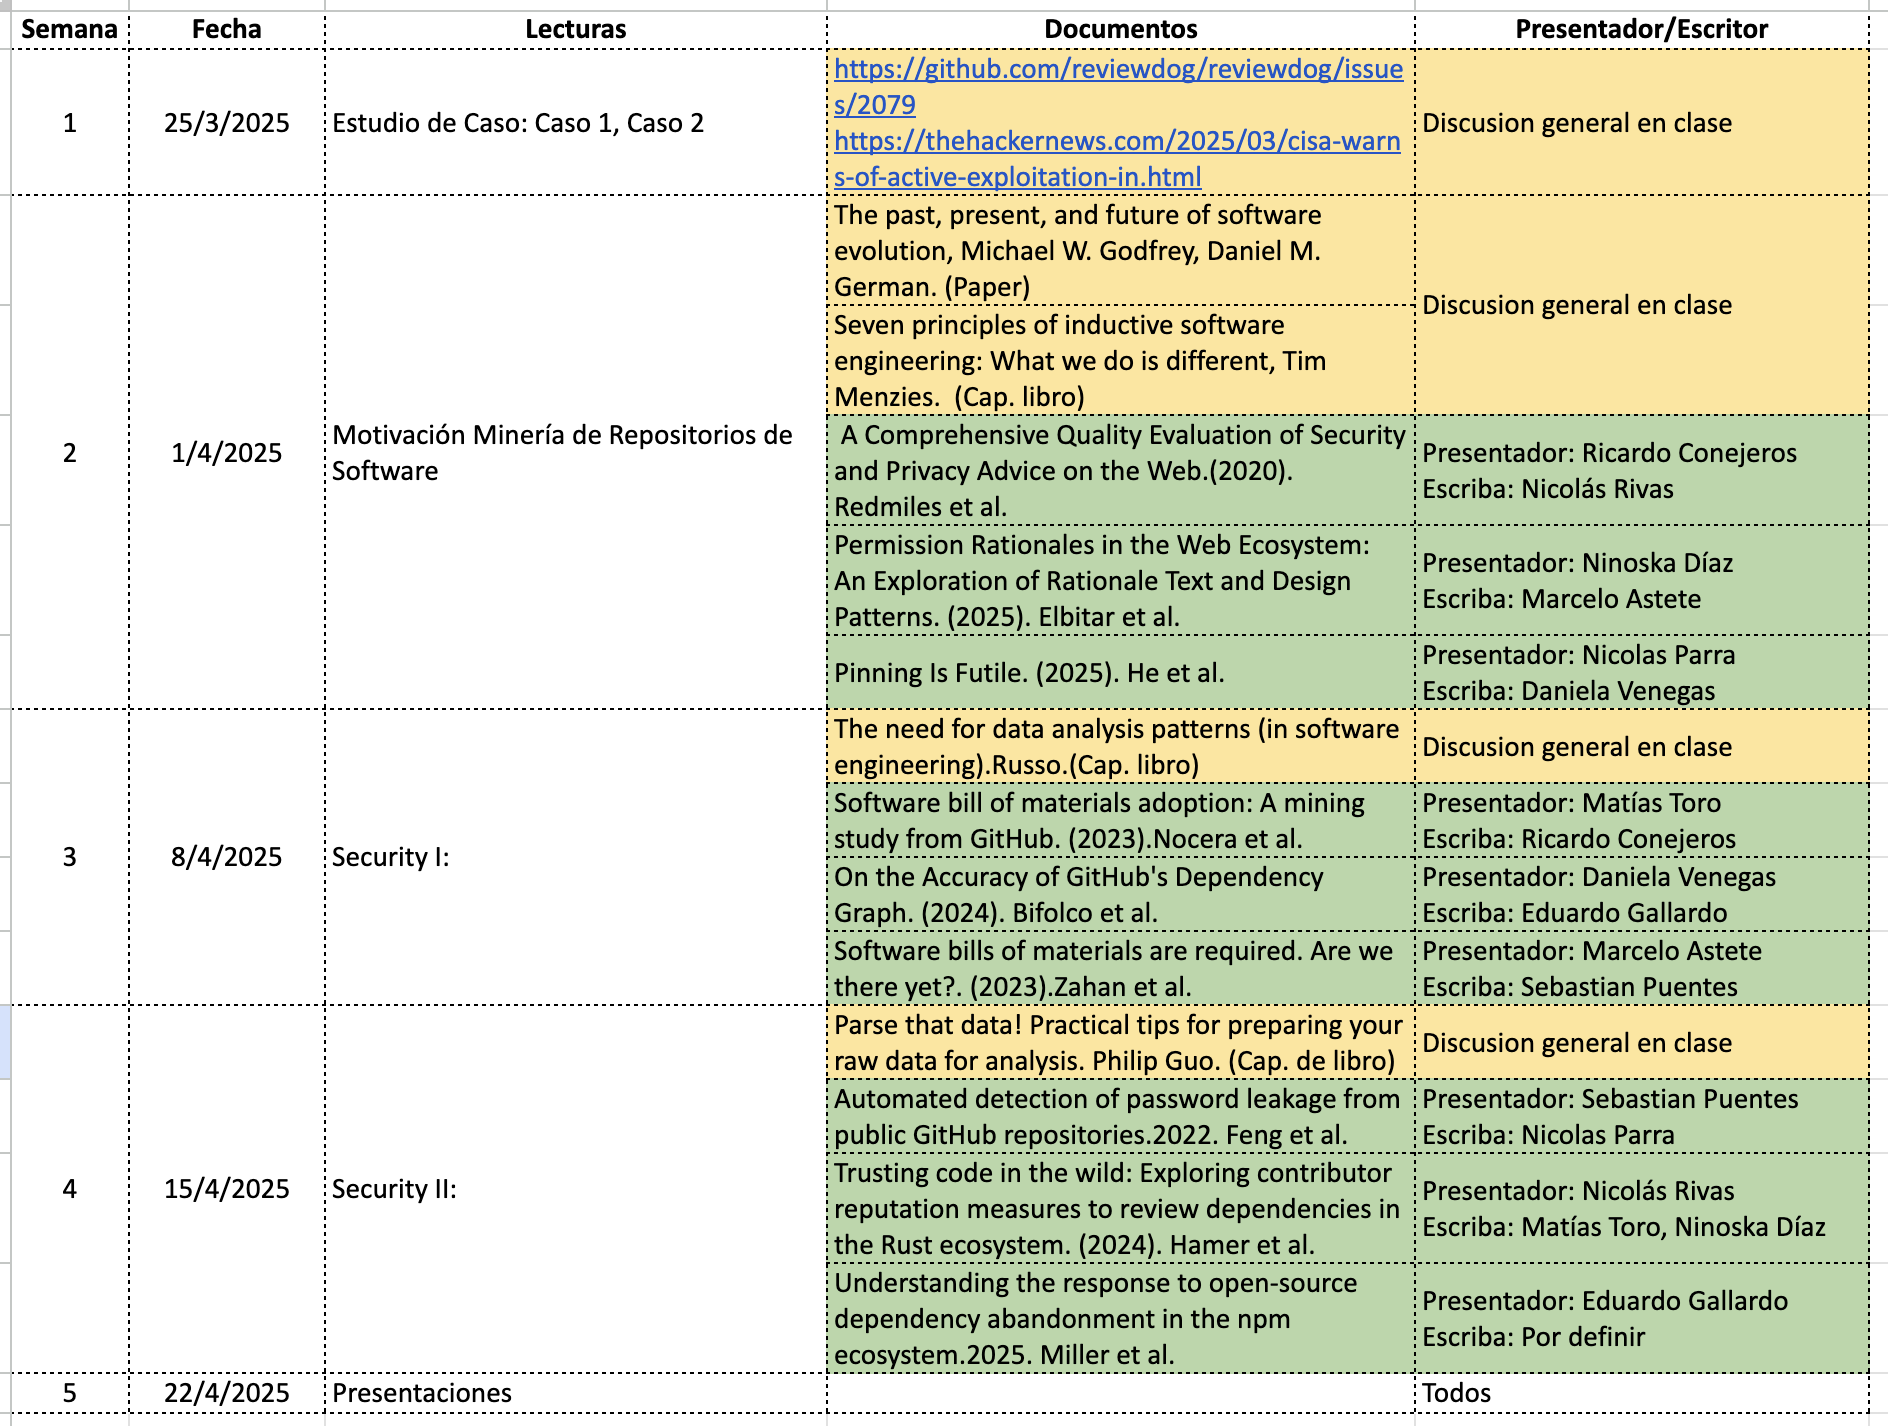 Semana Fecha Lecturas Documentos Presentador/Escritor
1 25/3/2025 Estudio de Caso: Caso 1, Caso 2
https://github.com/reviewdog/reviewdog/issue
s/2079
https://thehackernews.com/2025/03/cisa-warn
s-of-active-exploitation-in.html
Discusion general en clase
2 1/4/2025 Motivación Minería de Repositorios de
Software
The past, present, and future of software
evolution, Michael W. Godfrey, Daniel M.
German. (Paper)
Seven principles of inductive software
engineering: What we do is different, Tim
Menzies.  (Cap. libro)
Discusion general en clase
A Comprehensive Quality Evaluation of Security
and Privacy Advice on the Web.(2020).
Redmiles et al.
Presentador: Ricardo Conejeros
Escriba: Nicolás Rivas
Permission Rationales in the Web Ecosystem:
An Exploration of Rationale Text and Design
Patterns. (2025). Elbitar et al.
Presentador: Ninoska Díaz
Escriba: Marcelo Astete
Pinning Is Futile. (2025). He et al.
Presentador: Nicolas Parra
Escriba: Daniela Venegas
3 8/4/2025 Security I:
The need for data analysis patterns (in software
engineering).Russo.(Cap. libro)
Discusion general en clase
Software bill of materials adoption: A mining
study from GitHub. (2023).Nocera et al.
Presentador: Matías Toro
Escriba: Ricardo Conejeros
On the Accuracy of GitHub's Dependency
Graph. (2024). Bifolco et al.
Presentador: Daniela Venegas
Escriba: Eduardo Gallardo
Software bills of materials are required. Are we
there yet?. (2023).Zahan et al.
Presentador: Marcelo Astete
Escriba: Sebastian Puentes
4 15/4/2025 Security II:
Parse that data! Practical tips for preparing your
raw data for analysis. Philip Guo. (Cap. de libro)
Discusion general en clase
Automated detection of password leakage from
public GitHub repositories.2022. Feng et al.
Presentador: Sebastian Puentes
Escriba: Nicolas Parra
Trusting code in the wild: Exploring contributor
reputation measures to review dependencies in
the Rust ecosystem. (2024). Hamer et al.
Presentador: Nicolás Rivas
Escriba: Matías Toro, Ninoska Díaz
Understanding the response to open-source
dependency abandonment in the npm
ecosystem.2025. Miller et al.
Presentador: Eduardo Gallardo
Escriba: Por definir
5 22/4/2025 Presentaciones Todos